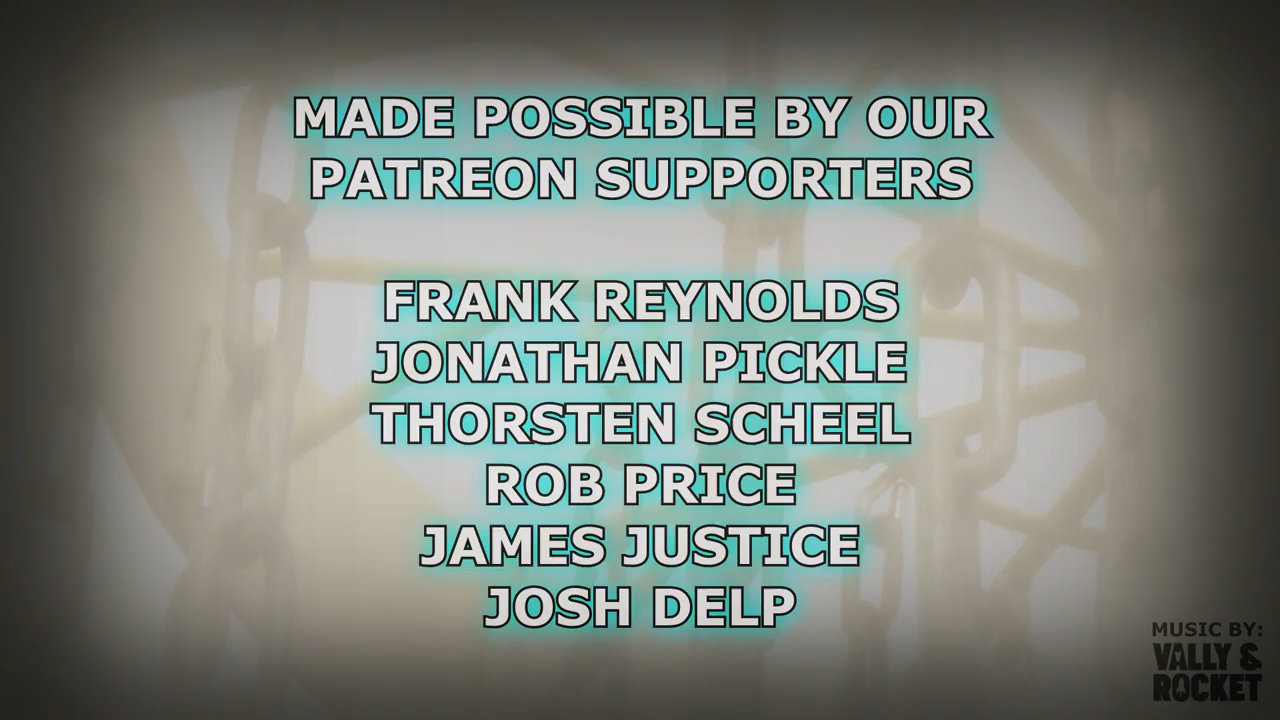 MADE POSSIBLE BY OUR
PATREON SUPPORTERS
FRANK REYNOLDS
JONATHAN PICKLE
THORSTEN SCHEEL
ROB PRICE
JAMES JUSTICE
JOSH DELP
MUSIC BY:
VALLY &
ROCKET